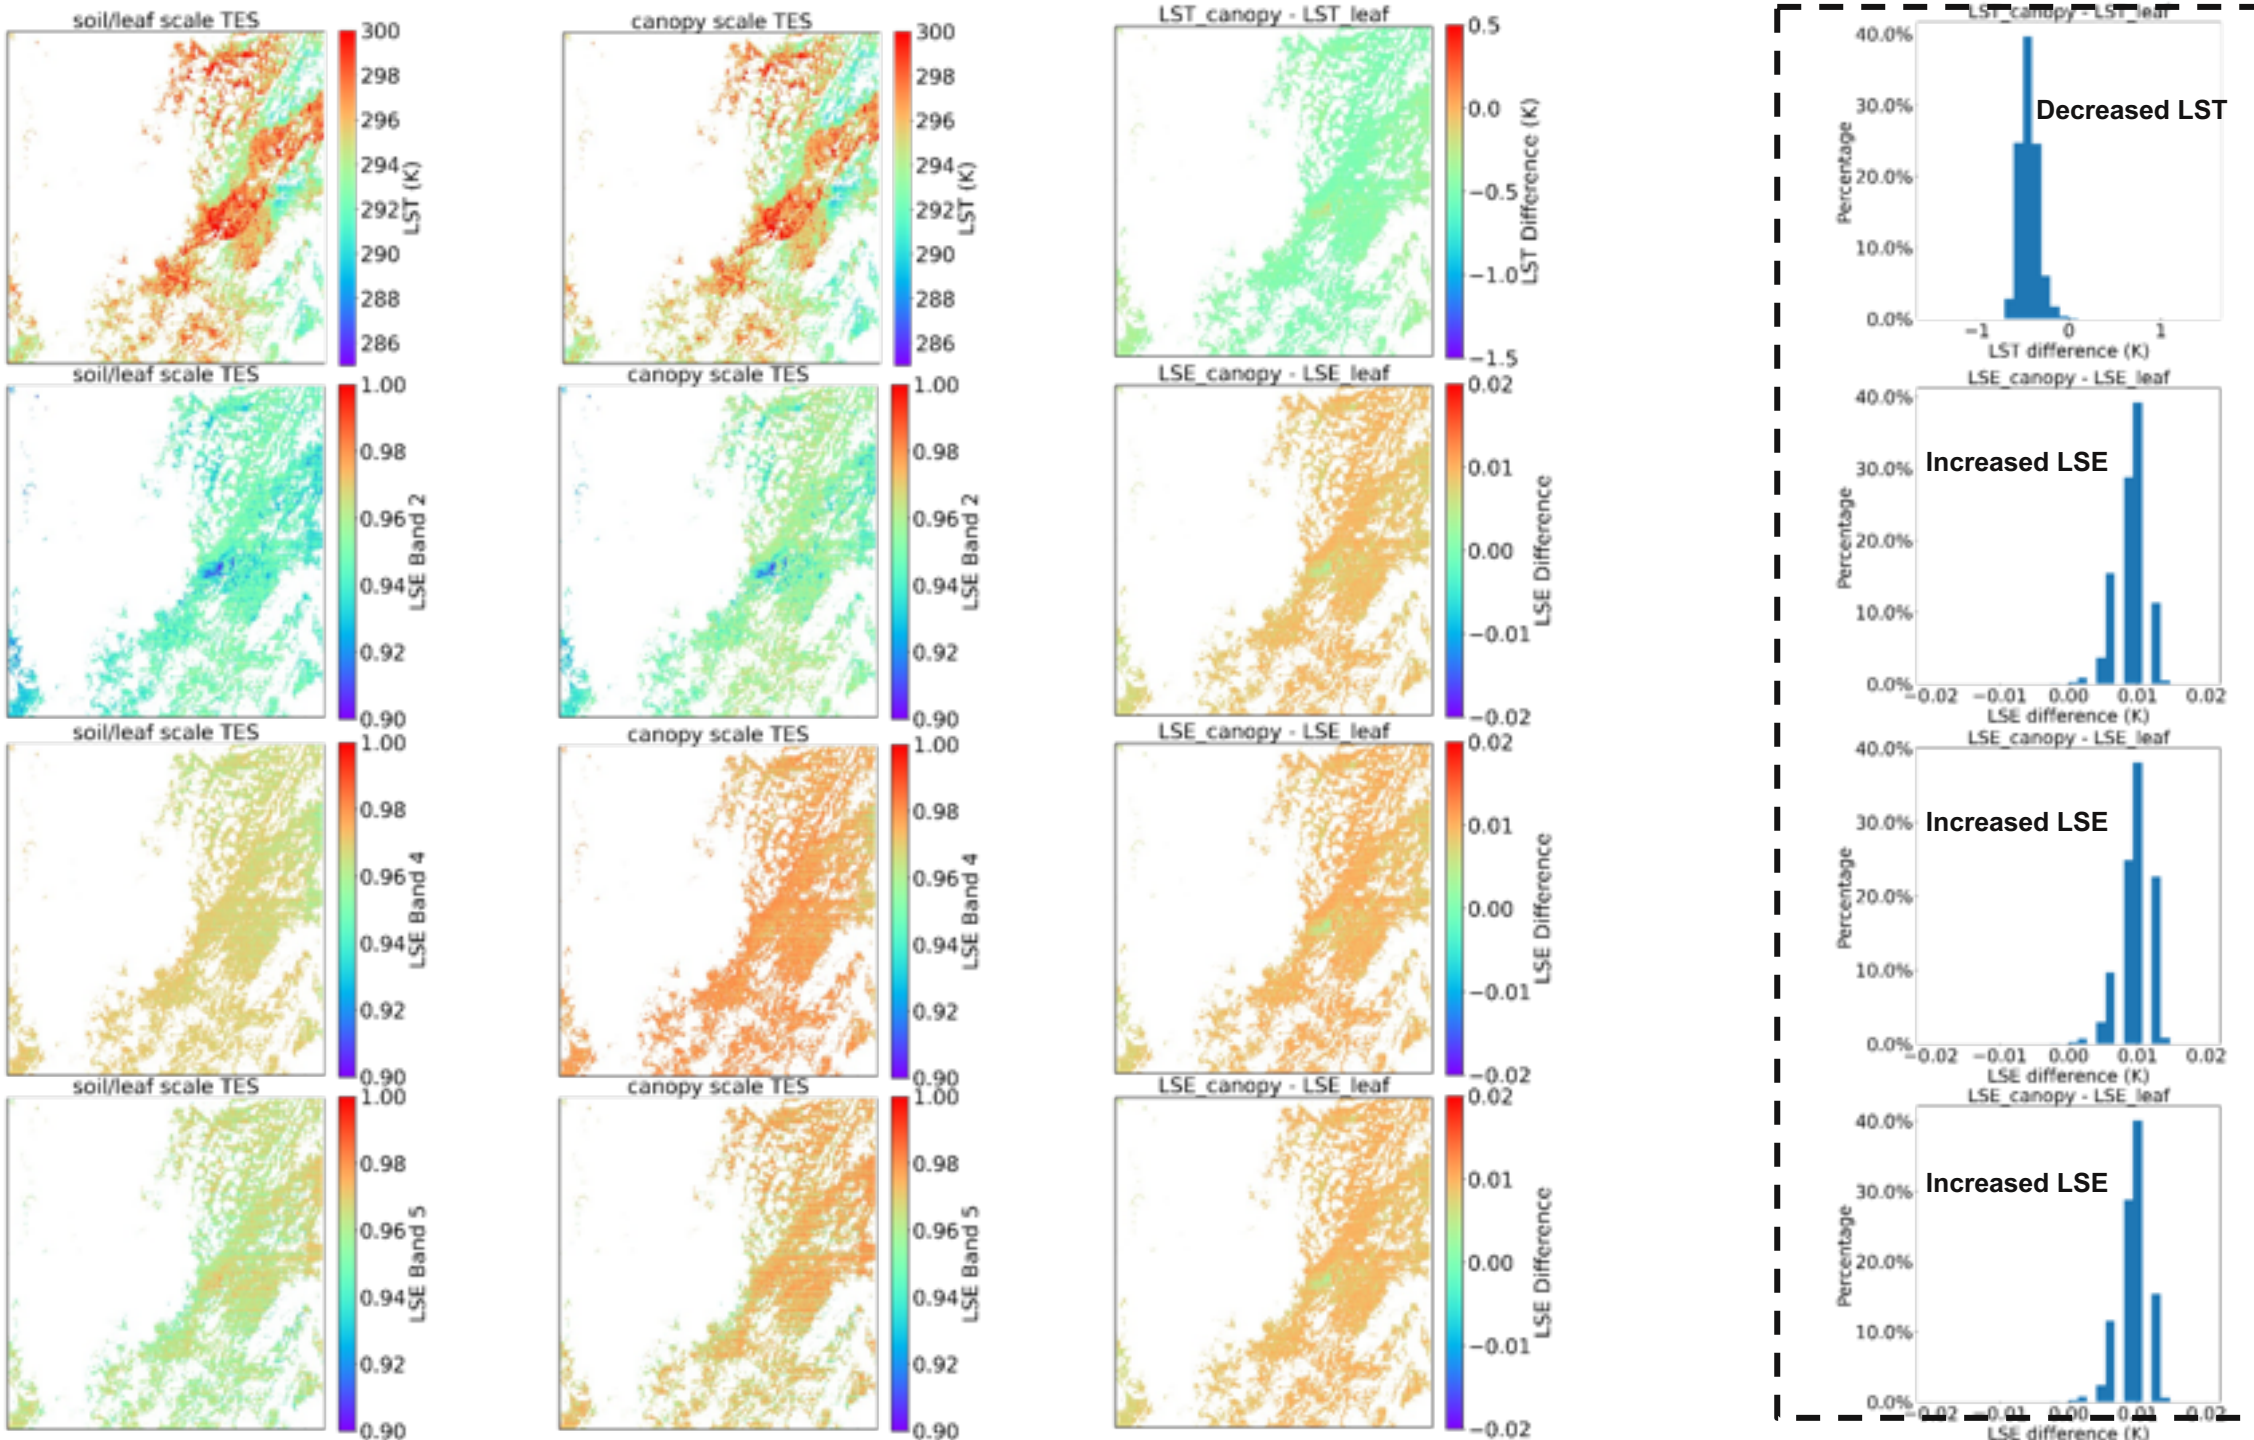 soil/leaf scale TES
300
298
296
294
292
290
288
286
LST (K)
canopy scale TES
300
298
296
294
292
290
288
286
LST (K)
LST_canopy - LST_leaf
0.5
0.0
−0.5
−1.0
−1.5
LST Difference (K)
LST_canopy - LST_leaf
40.0%
30.0%
20.0%
10.0%
0.0%
Percentage
Decreased LST
−1 0 1
LST difference (K)
soil/leaf scale TES
1.00
0.98
0.96
0.94
0.92
0.90
LSE Band 2
canopy scale TES
1.00
0.98
0.96
0.94
0.92
0.90
LSE Band 2
LSE_canopy - LSE_leaf
0.02
0.01
0.00
−0.01
−0.02
LSE Difference
LSE_canopy - LSE_leaf
40.0%
30.0%
20.0%
10.0%
0.0%
Percentage
Increased LSE
−0.02 −0.01 0.00 0.01 0.02
LSE difference (K)
soil/leaf scale TES
1.00
0.98
0.96
0.94
0.92
0.90
LSE Band 4
canopy scale TES
1.00
0.98
0.96
0.94
0.92
0.90
LSE Band 4
LSE_canopy - LSE_leaf
0.02
0.01
0.00
−0.01
−0.02
LSE Difference
LSE_canopy - LSE_leaf
40.0%
30.0%
20.0%
10.0%
0.0%
Percentage
Increased LSE
−0.02 −0.01 0.00 0.01 0.02
LSE difference (K)
soil/leaf scale TES
1.00
0.98
0.96
0.94
0.92
0.90
LSE Band 5
canopy scale TES
1.00
0.98
0.96
0.94
0.92
0.90
LSE Band 5
LSE_canopy - LSE_leaf
0.02
0.01
0.00
−0.01
−0.02
LSE Difference
LSE_canopy - LSE_leaf
40.0%
30.0%
20.0%
10.0%
0.0%
Percentage
Increased LSE
−0.02 −0.01 0.00 0.01 0.02
LSE difference (K)